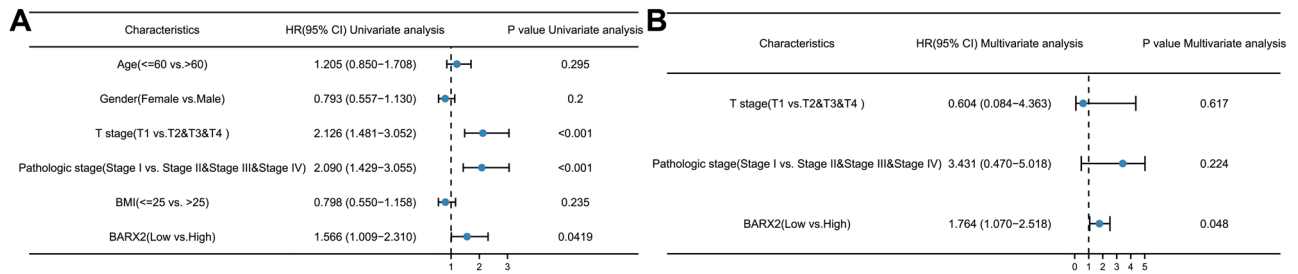 A
Characteristics HR(95% CI) Univariate analysis P value Univariate analysis
Age(<=60 vs.>60) 1.205 (0.850−1.708) 0.295
Gender(Female vs.Male) 0.793 (0.557−1.130) 0.2
T stage(T1 vs.T2&T3&T4 ) 2.126 (1.481−3.052) <0.001
Pathologic stage(Stage I vs. Stage II&Stage III&Stage IV) 2.090 (1.429−3.055) <0.001
BMI(<=25 vs. >25) 0.798 (0.550−1.158) 0.235
BARX2(Low vs.High) 1.566 (1.009−2.310) 0.0419
1 2 3
B
Characteristics HR(95% CI) Multivariate analysis P value Multivariate analysis
T stage(T1 vs.T2&T3&T4 ) 0.604 (0.084−4.363) 0.617
Pathologic stage(Stage I vs. Stage II&Stage III&Stage IV) 3.431 (0.470−5.018) 0.224
BARX2(Low vs.High) 1.764 (1.070−2.518) 0.048
0 1 2 3 4 5